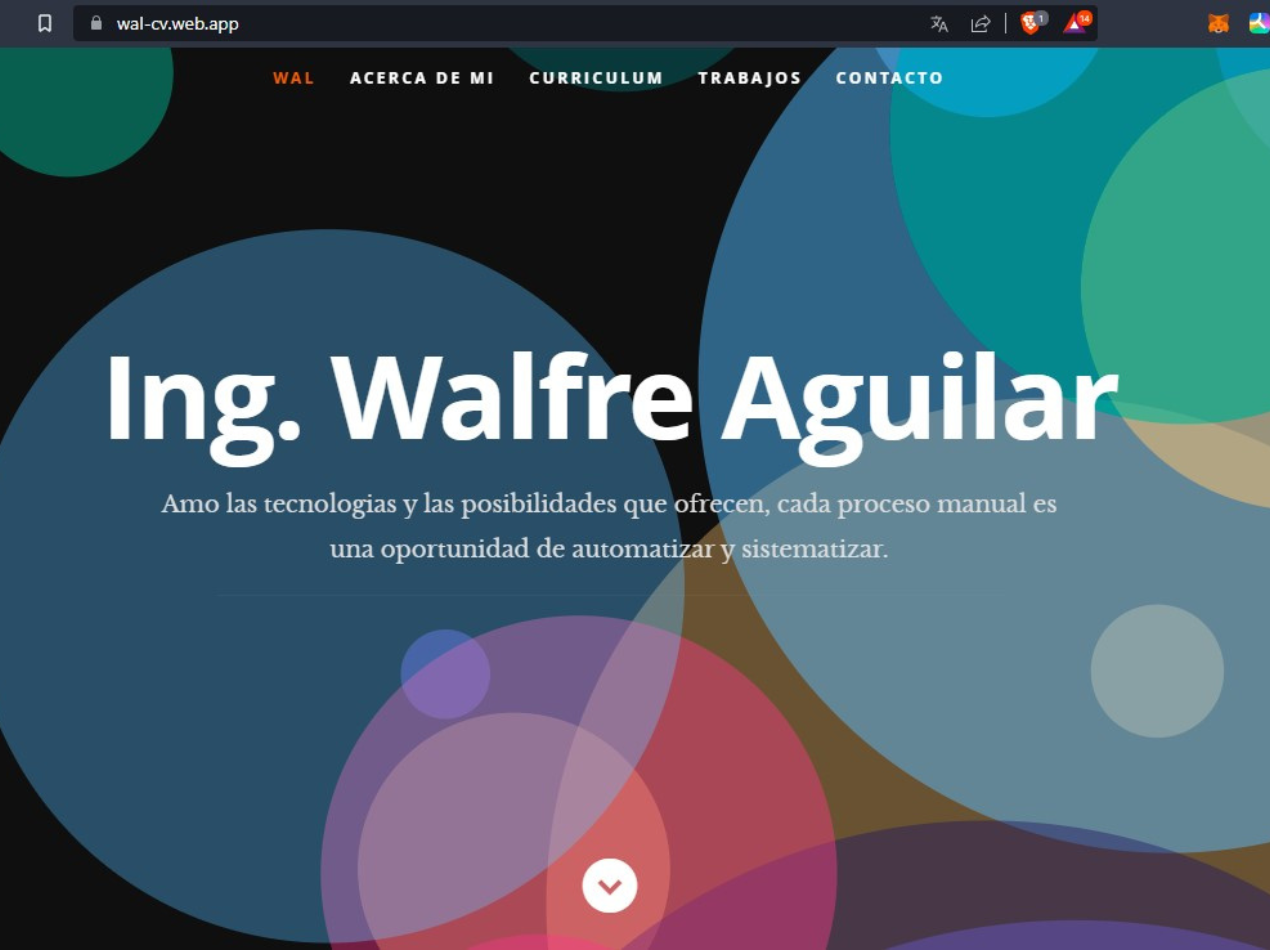 wal-cv.web.app
1
14
WAL ACERCA DE MI CURRICULUM TRABAJOS CONTACTO
Ing. Walfre Aguilar
Amo las tecnologias y las posibilidades que ofrecen, cada proceso manual es
una oportunidad de automatizar y sistematizar.